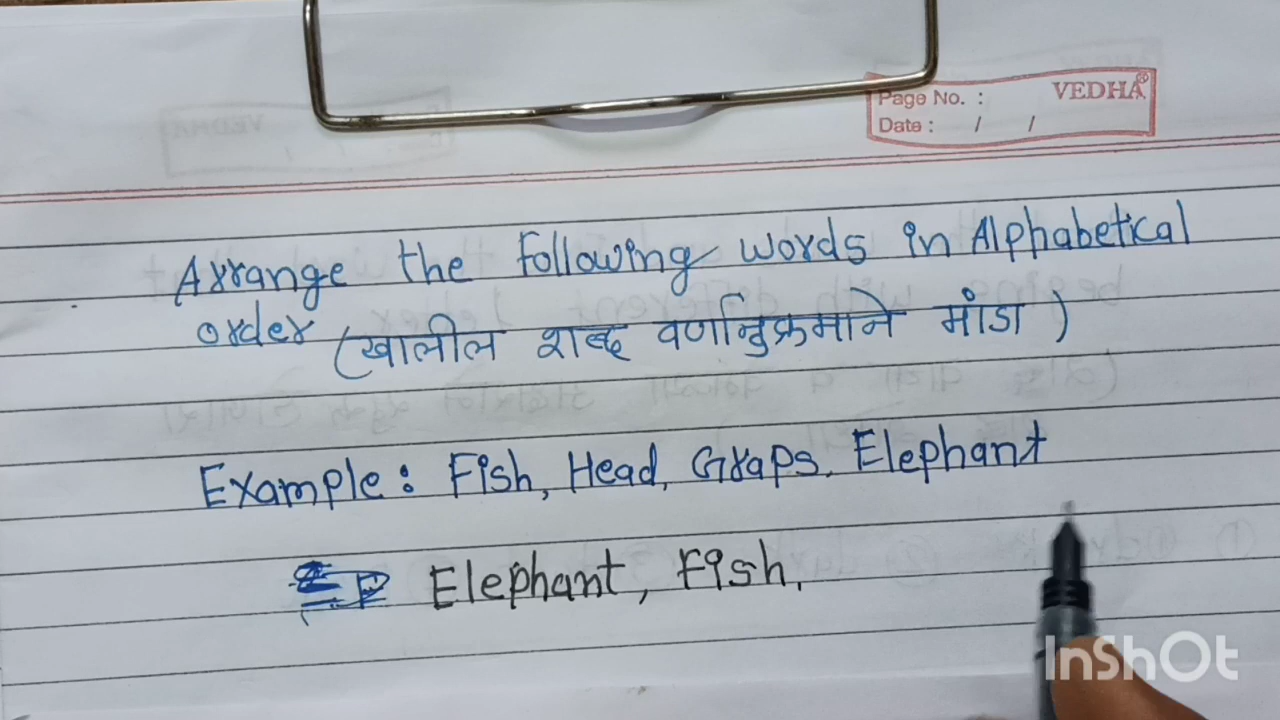 Page No. : VEDHA®
Date : / /
Arrange the following words in Alphabetical
order (खालील शब्द वर्णानुक्रमाने मांडा)
Example: Fish, Head, Graps, Elephant
Elephant, Fish,
InShOt